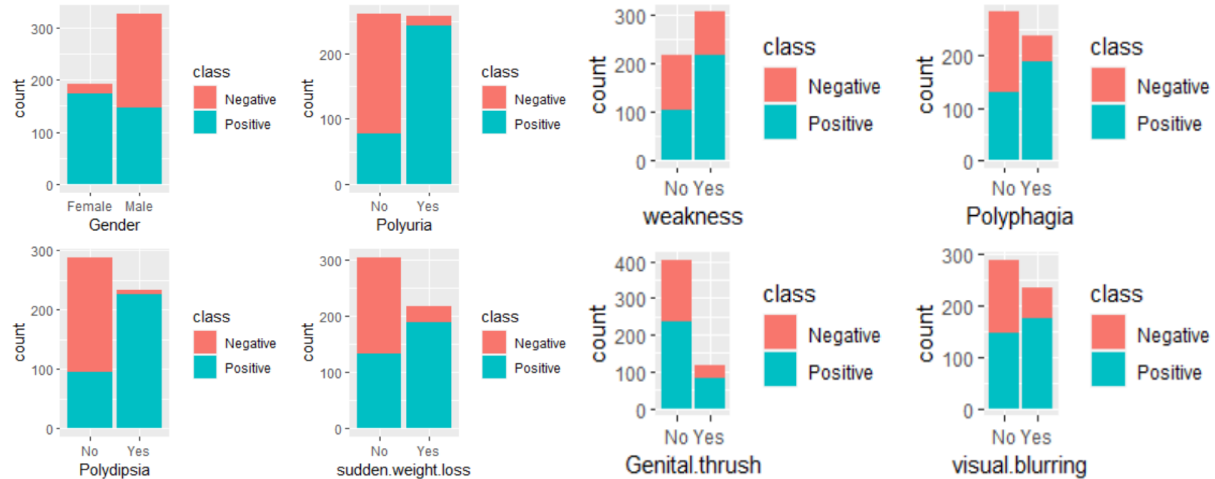 count
300
200
100
0
Female Male
Gender
class
Negative
Positive
count
200
100
0
No Yes
Polyuria
class
Negative
Positive
count
300
200
100
0
No Yes
weakness
class
Negative
Positive
count
200
100
0
No Yes
Polyphagia
class
Negative
Positive
count
300
200
100
0
No Yes
Polydipsia
class
Negative
Positive
count
300
200
100
0
No Yes
sudden.weight.loss
class
Negative
Positive
count
400
300
200
100
0
No Yes
Genital.thrush
class
Negative
Positive
count
300
200
100
0
No Yes
visual.blurring
class
Negative
Positive